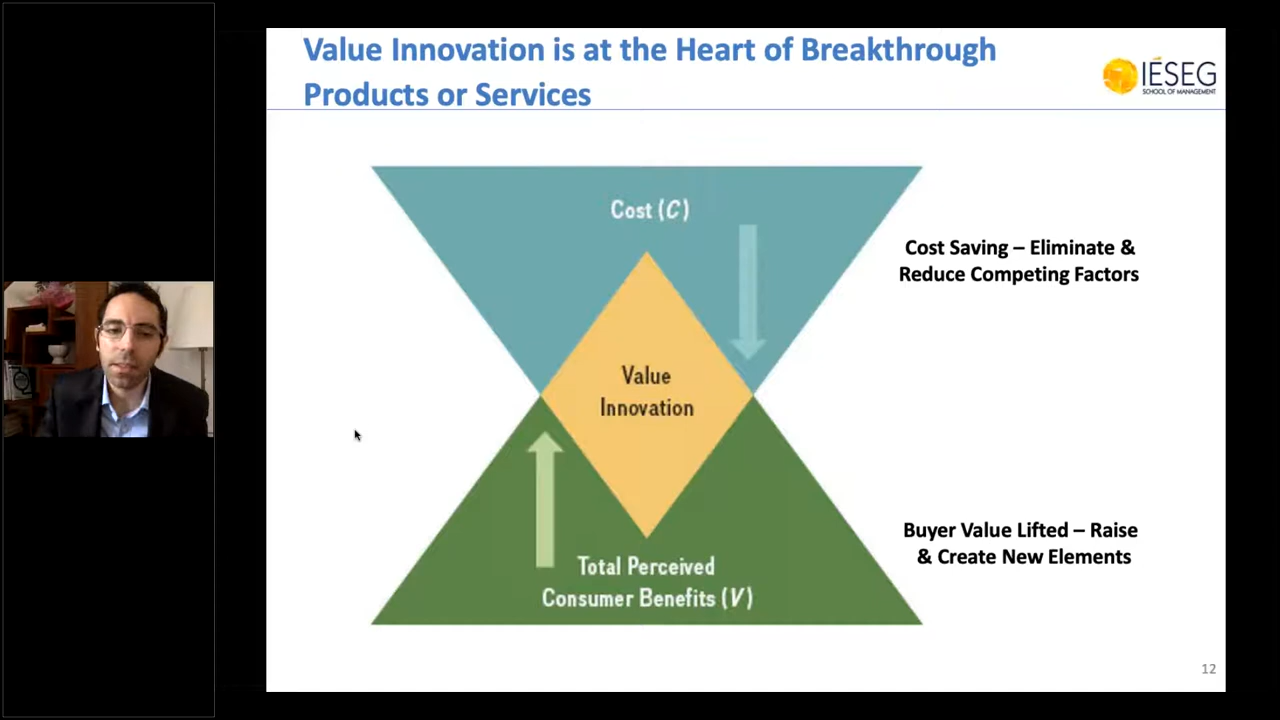 Value Innovation is at the Heart of Breakthrough
Products or Services
IÉSEG
SCHOOL OF MANAGEMENT
Cost (C)
Cost Saving – Eliminate &
Reduce Competing Factors
Value
Innovation
Buyer Value Lifted – Raise
& Create New Elements
Total Perceived
Consumer Benefits (V)
12